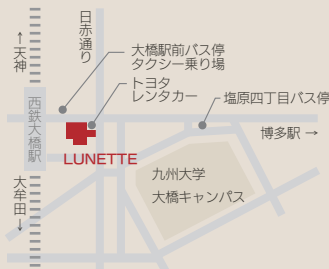 ↑天神
日赤通り
大橋駅前バス停
タクシー乗り場
トヨタ
レンタカー
塩原四丁目バス停
西鉄大橋駅
博多駅 →
LUNETTE
九州大学
大橋キャンパス
大牟田↓